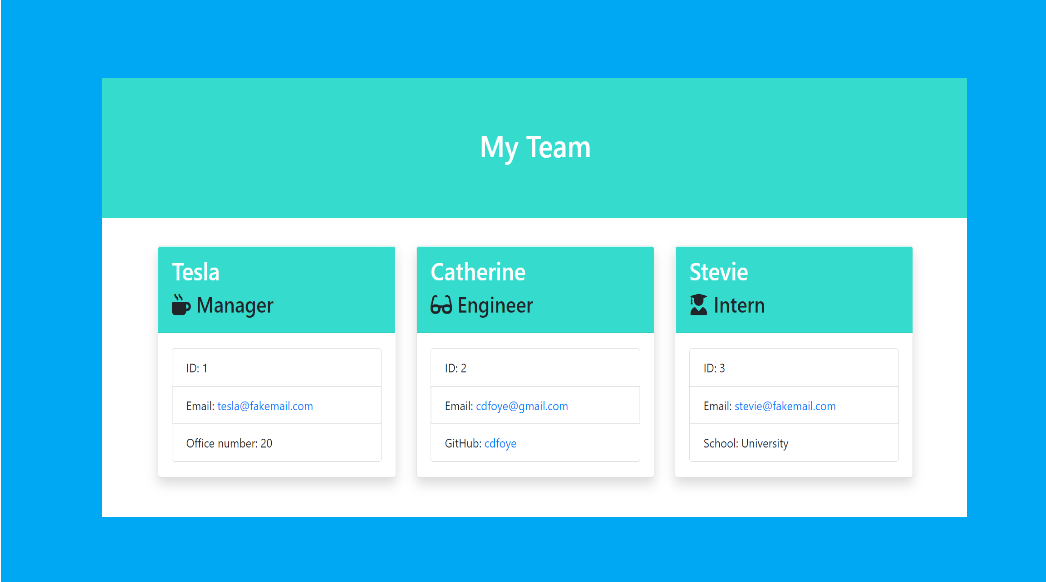 My Team
Tesla
Manager
ID: 1
Email: tesla@fakemail.com
Office number: 20
Catherine
Engineer
ID: 2
Email: cdfoye@gmail.com
GitHub: cdfoye
Stevie
Intern
ID: 3
Email: stevie@fakemail.com
School: University